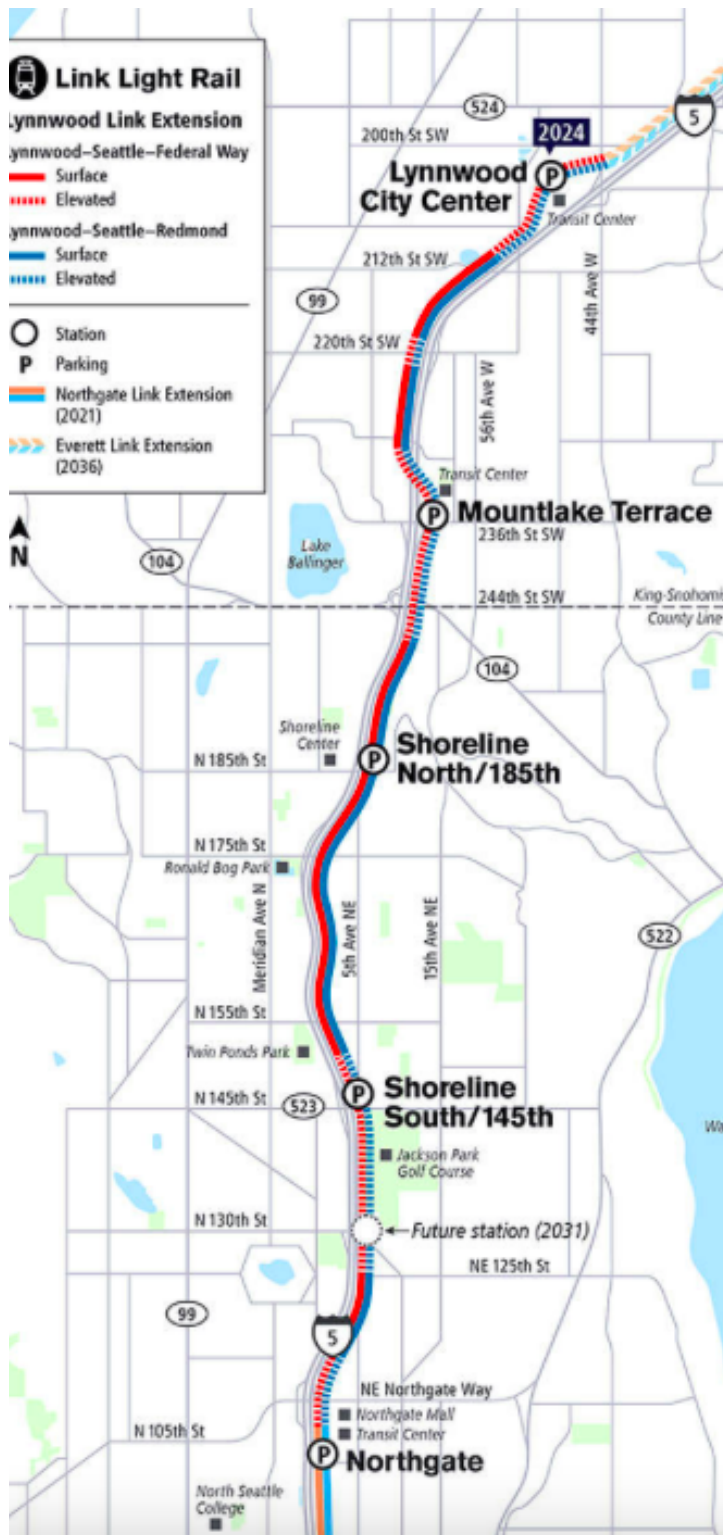 Link Light Rail
Lynnwood Link Extension
Lynnwood–Seattle–Federal Way
Surface
Elevated
Lynnwood–Seattle–Redmond
Surface
Elevated
Station
P
Parking
Northgate Link Extension
(2021)
Everett Link Extension
(2036)
N
524
5
200th St SW
2024
P
Lynnwood
City Center
Transit Center
212th St SW
44th Ave W
99
220th St SW
56th Ave W
Transit Center
P
Mountlake Terrace
236th St SW
Lake
Ballinger
104
244th St SW
King-Snohomis
County Line
104
Shoreline
Center
P
Shoreline
North/185th
N 185th St
N 175th St
Ronald Bog Park
Meridian Ave N
5th Ave NE
15th Ave NE
522
N 155th St
Twin Ponds Park
P
Shoreline
South/145th
N 145th St
523
Wa
Jackson Park
Golf Course
N 130th St
Future station (2031)
NE 125th St
99
5
NE Northgate Way
Northgate Mall
N 105th St
Transit Center
P
Northgate
North Seattle
College